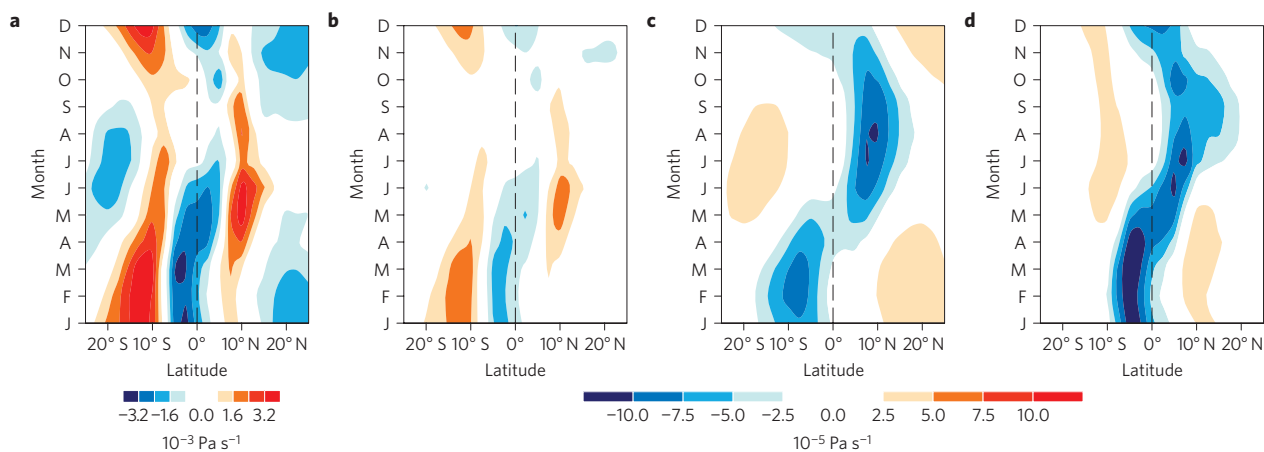 a b c d
D D D D
N N N N
O O O O
S S S S
A A A A
J J J J
J J J J
M M M M
A A A A
M M M M
F F F F
J J J J
Month Month Month Month
20° S 10° S 0° 10° N 20° N 20° S 10° S 0° 10° N 20° N 20° S 10° S 0° 10° N 20° N 20° S 10° S 0° 10° N 20° N
Latitude Latitude Latitude Latitude
−3.2 −1.6 0.0 1.6 3.2 −10.0 −7.5 −5.0 −2.5 0.0 2.5 5.0 7.5 10.0
10⁻³ Pa s⁻¹ 10⁻⁵ Pa s⁻¹